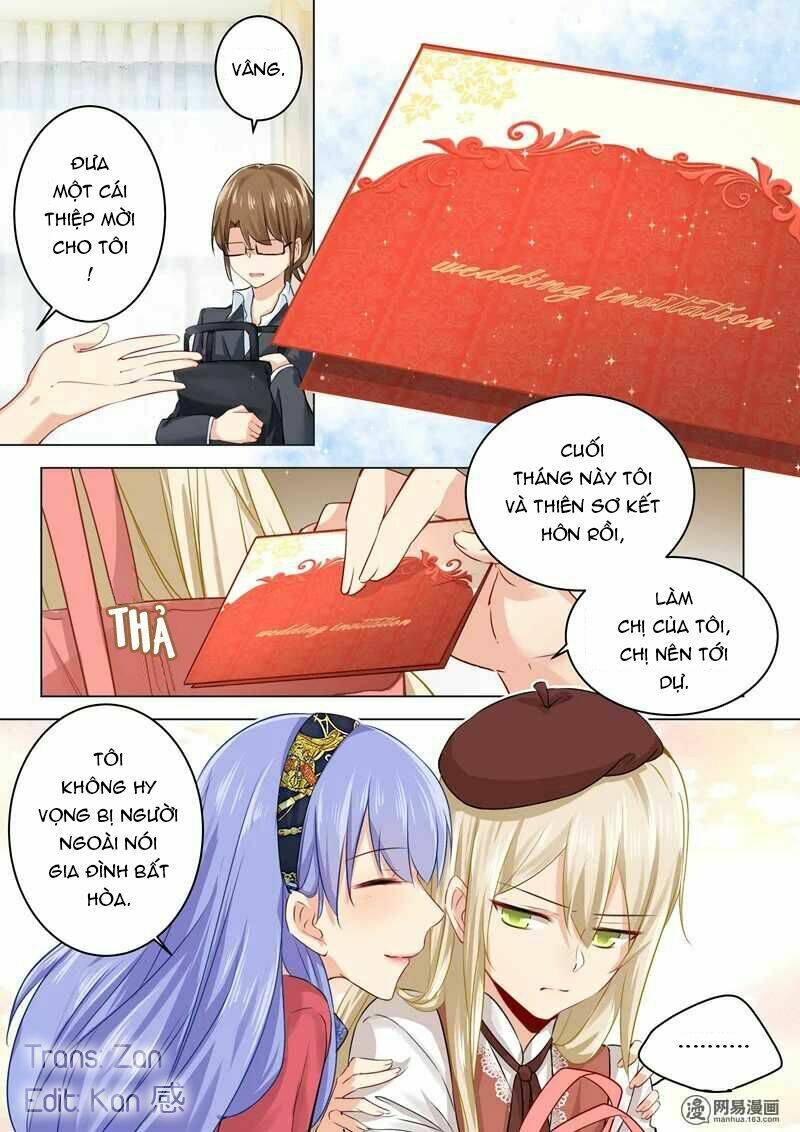 VÂNG.
ĐƯA
MỘT CÁI
THIỆP MỜI
CHO TÔI
!
wedding invitation
CUỐI
THÁNG NÀY TÔI
VÀ THIÊN SƠ KẾT
HÔN RỒI,
LÀM
CHỊ CỦA TÔI,
CHỊ NÊN TỚI
DỰ.
THẢ
wedding invitation
TÔI
KHÔNG HY
VỌNG BỊ NGƯỜI
NGOÀI NÓI
GIA ĐÌNH BẤT
HÒA.
..........
Trans: Zan
Edit: Kan 感
网易漫画
manhua.163.com